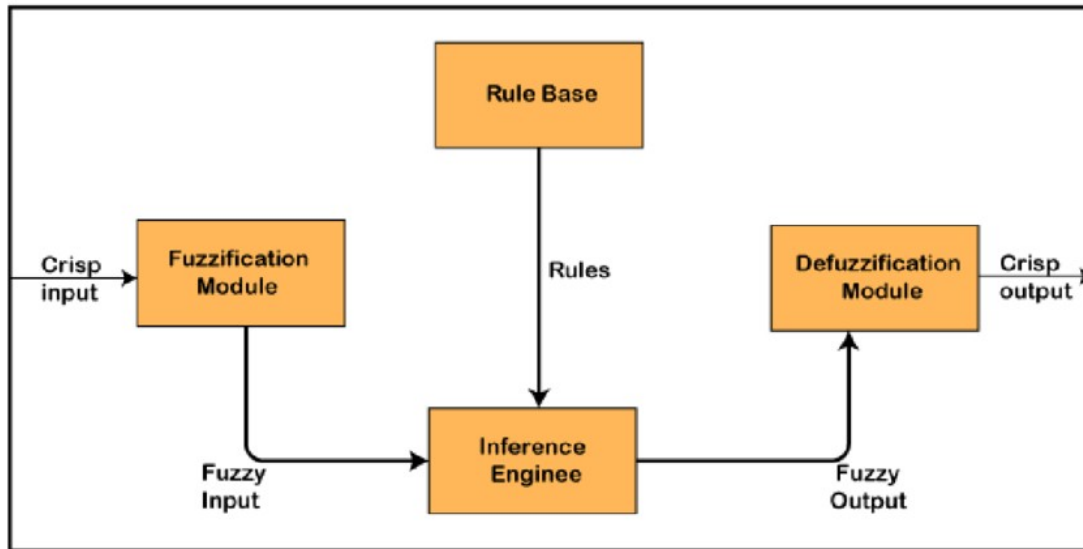 Rule Base
Crisp
input
Fuzzification
Module
Rules
Defuzzification
Module
Crisp
output
Fuzzy
Input
Inference
Enginee
Fuzzy
Output